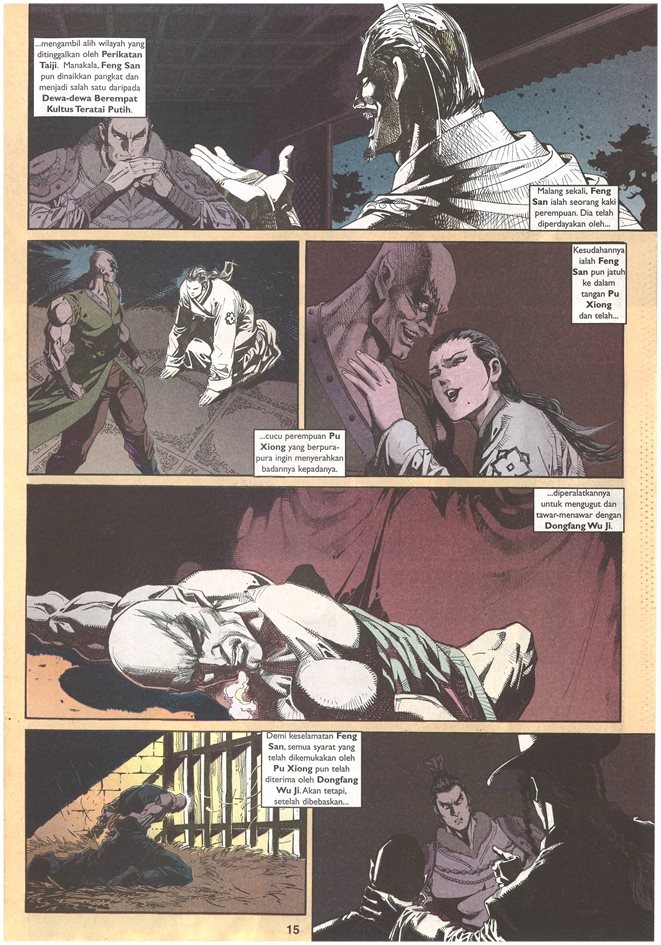 ...mengambil alih wilayah yang
ditinggalkan oleh Perikatan
Taiji. Manakala, Feng San
pun dinaikkan pangkat dan
menjadi salah satu daripada
Dewa-dewa Berempat
Kultus Teratai Putih.
Malang sekali, Feng
San ialah seorang kaki
perempuan. Dia telah
diperdayakan oleh...
...cucu perempuan Pu
Xiong yang berpura-
pura ingin menyerahkan
badannya kepadanya.
Kesudahannya
ialah Feng
San pun jatuh
ke dalam
tangan Pu
Xiong
dan telah...
...diperalatkannya
untuk mengugut dan
tawar-menawar dengan
Dongfang Wu Ji.
Demi keselamatan Feng
San, semua syarat yang
telah dikemukakan oleh
Pu Xiong pun telah
diterima oleh Dongfang
Wu Ji. Akan tetapi,
setelah dibebaskan...
15